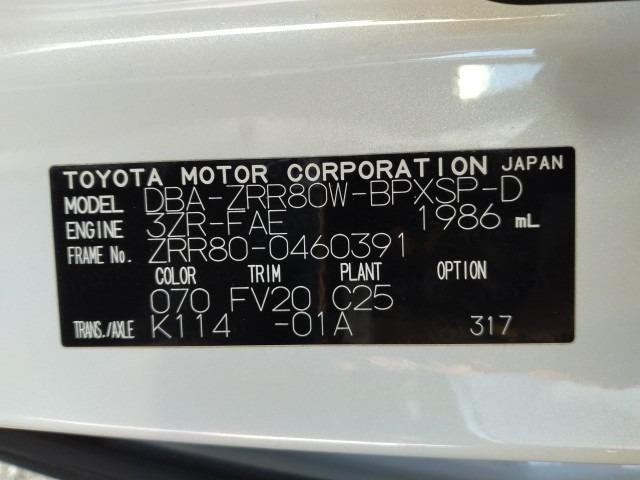 TOYOTA MOTOR CORPORATION JAPAN
MODEL DBA-ZRR80W-BPXSP-D
ENGINE 3ZR-FAE 1986 mL
FRAME No. ZRR80-0460391
COLOR TRIM PLANT OPTION
070 FV20 C25
TRANS./AXLE K114 -01A 317